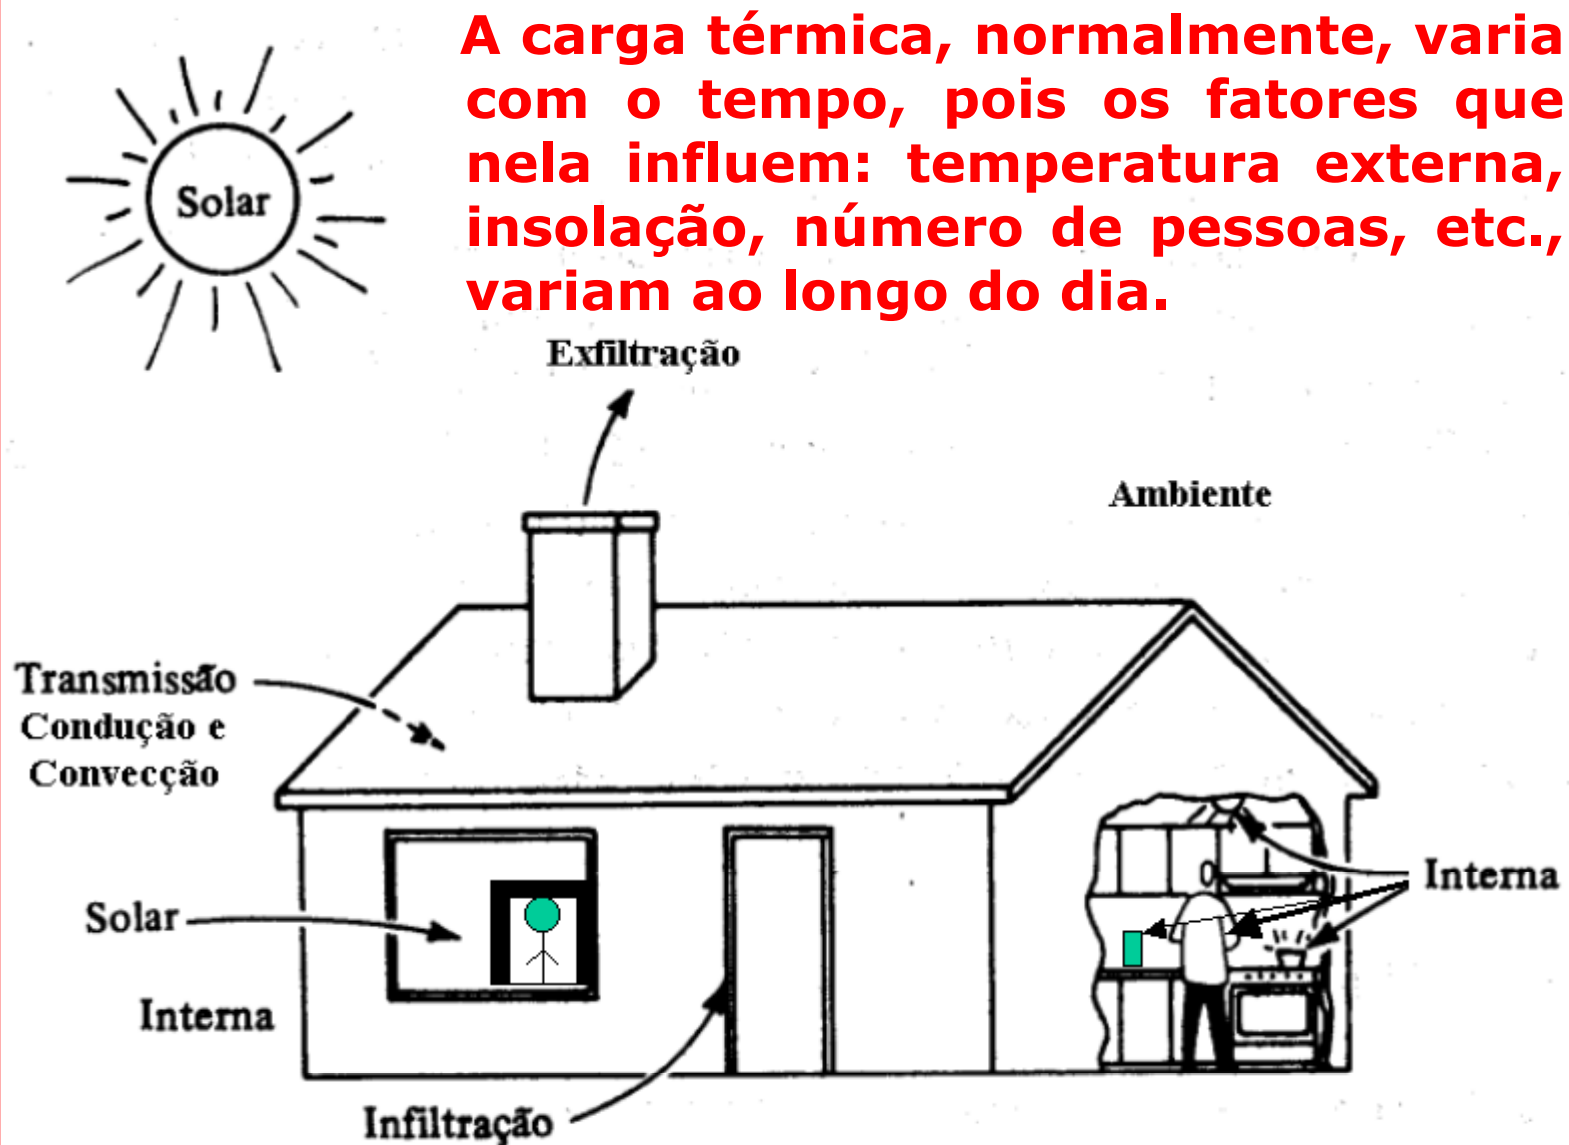 A carga térmica, normalmente, varia
com o tempo, pois os fatores que
nela influem: temperatura externa,
insolação, número de pessoas, etc.,
variam ao longo do dia.
Solar
Exfiltração
Ambiente
Transmissão
Condução e
Convecção
Interna
Solar
Interna
Infiltração